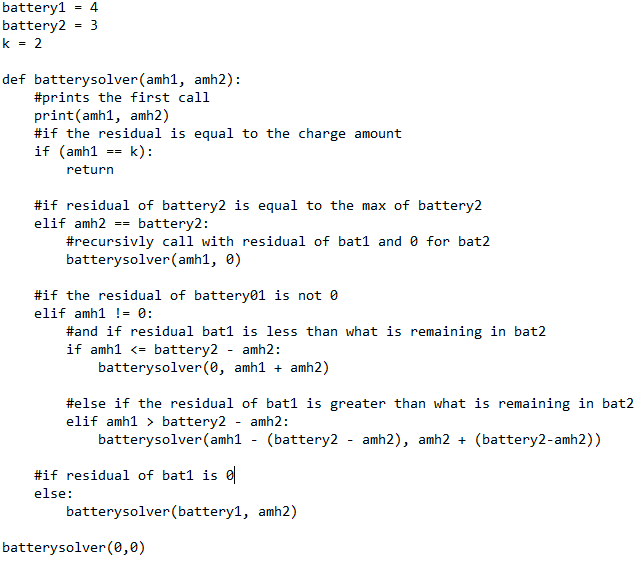 battery1 = 4
battery2 = 3
k = 2

def batterysolver(amh1, amh2):
    #prints the first call
    print(amh1, amh2)
    #if the residual is equal to the charge amount
    if (amh1 == k):
        return

    #if residual of battery2 is equal to the max of battery2
    elif amh2 == battery2:
        #recursivly call with residual of bat1 and 0 for bat2
        batterysolver(amh1, 0)

    #if the residual of battery01 is not 0
    elif amh1 != 0:
        #and if residual bat1 is less than what is remaining in bat2
        if amh1 <= battery2 - amh2:
            batterysolver(0, amh1 + amh2)

        #else if the residual of bat1 is greater than what is remaining in bat2
        elif amh1 > battery2 - amh2:
            batterysolver(amh1 - (battery2 - amh2), amh2 + (battery2-amh2))

    #if residual of bat1 is 0
    else:
        batterysolver(battery1, amh2)

batterysolver(0,0)